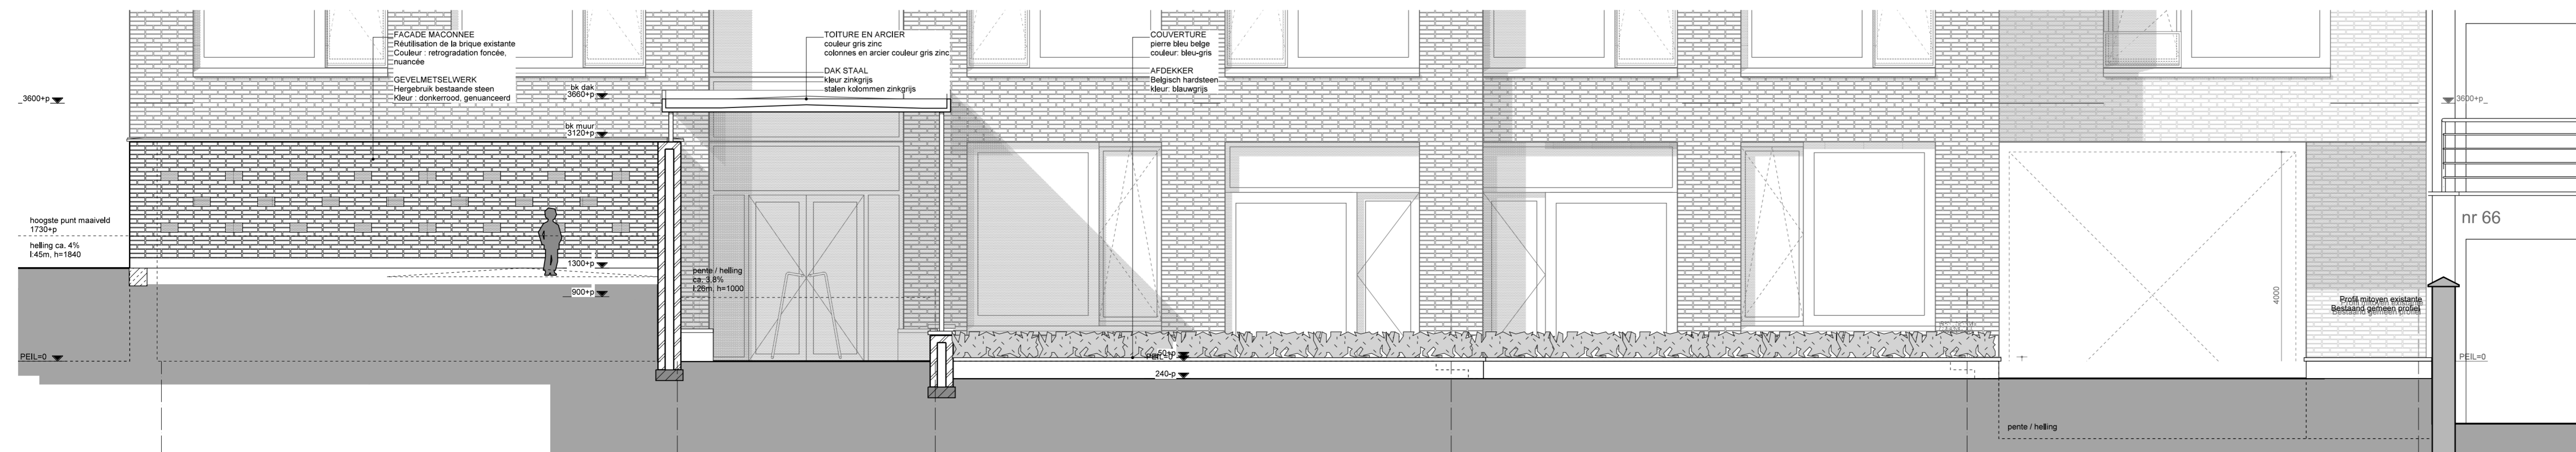 FACADE MACONNEE
Réutilisation de la brique existante
Couleur : retrogradation foncée,
nuancée
GEVELMETSELWERK
Hergebruik bestaande steen
Kleur : donkerrood, genuanceerd
TOITURE EN ARCIER
couleur gris zinc
colonnes en arcier couleur gris zinc
DAK STAAL
kleur zinkgrijs
stalen kolommen zinkgrijs
COUVERTURE
pierre bleu belge
couleur: bleu-gris
AFDEKKER
Belgisch hardsteen
kleur: blauwgrijs
3600+p
bk dak
3660+p
bk muur
3120+p
3600+p
hoogste punt maaiveld
1730+p
helling ca. 4%
l:45m, h=1840
nr 66
1300+p
900+p
pente / helling
ca. 3,8%
l:26m, h=1000
4000
Profil mitoyen existante
Bestaand gemeen profiel
PEIL=0
50+p
PEIL=0
240-p
PEIL=0
pente / helling